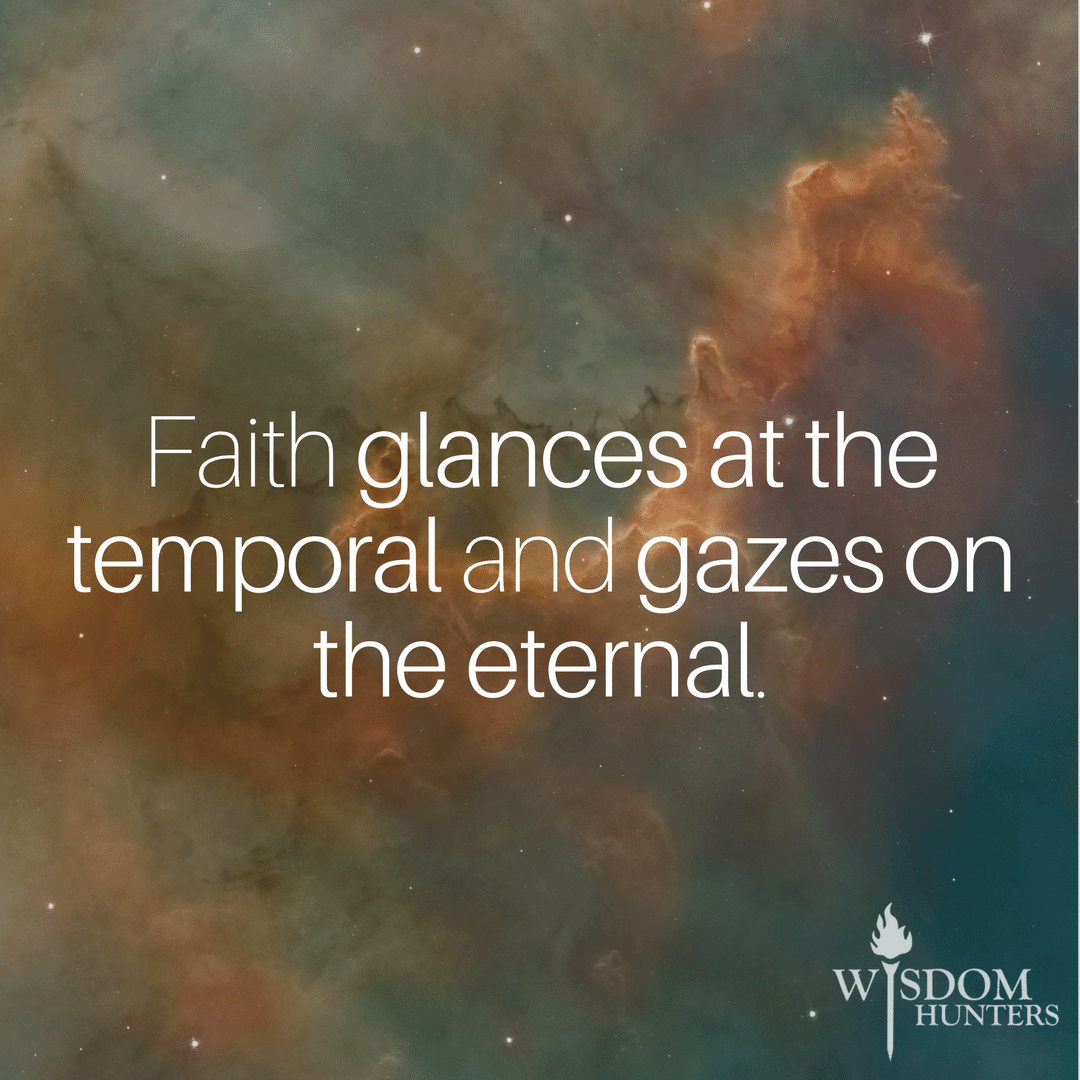 Faith glances at the
temporal and gazes on
the eternal.
WISDOM
HUNTERS